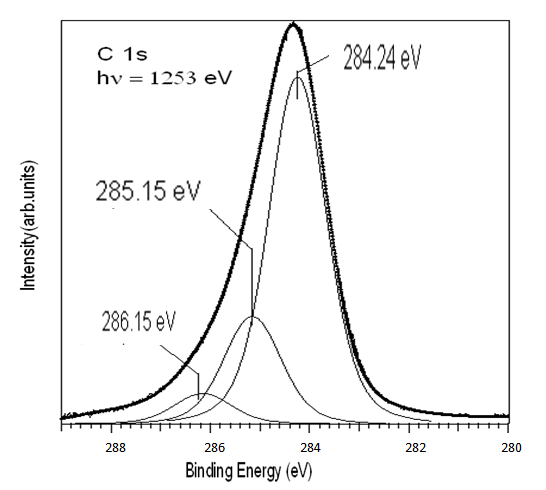 C 1s
hν = 1253 eV
284.24 eV
285.15 eV
286.15 eV
Intensity(arb.units)
288 286 284 282 280
Binding Energy (eV)